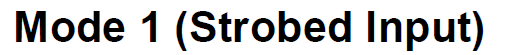 Mode 1 (Strobed Input)